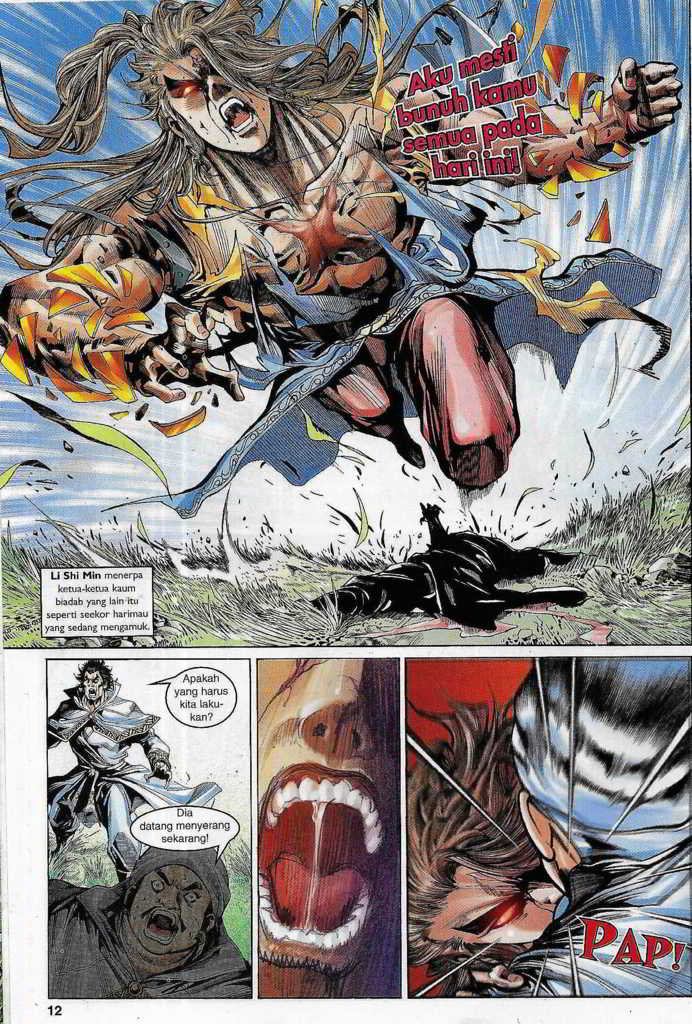 Aku mesti
bunuh kamu
semua pada
hari ini!
Li Shi Min menerpa
ketua-ketua kaum
biadab yang lain itu
seperti seekor harimau
yang sedang mengamuk.
Apakah
yang harus
kita laku-
kan?
Dia
datang menyerang
sekarang!
PAP!
12